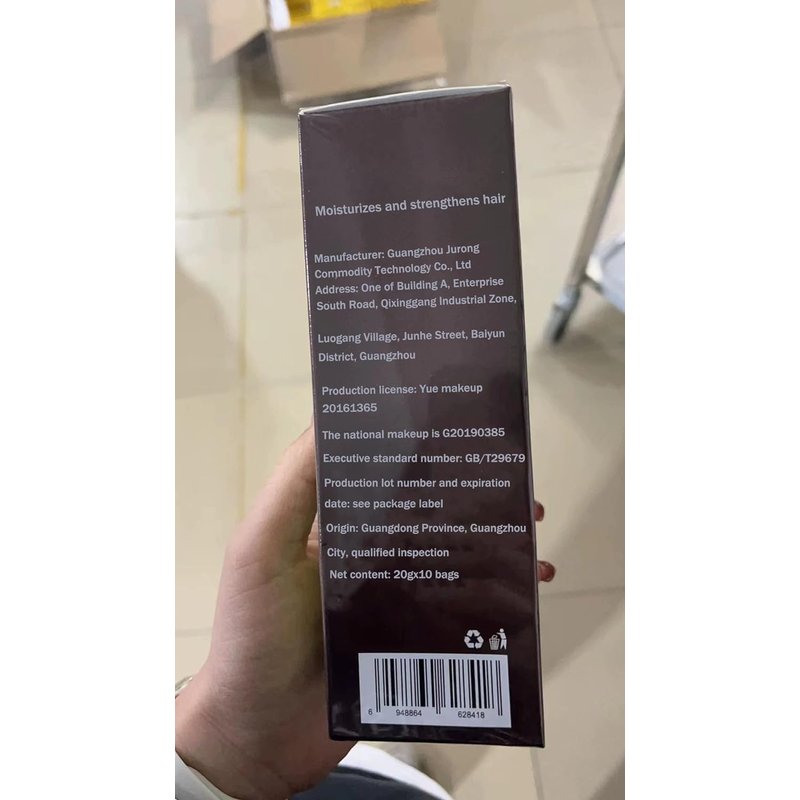 Moisturizes and strengthens hair
Manufacturer: Guangzhou Jurong
Commodity Technology Co., Ltd
Address: One of Building A, Enterprise
South Road, Qixinggang Industrial Zone,
Luogang Village, Junhe Street, Baiyun
District, Guangzhou
Production license: Yue makeup
20161365
The national makeup is G20190385
Executive standard number: GB/T29679
Production lot number and expiration
date: see package label
Origin: Guangdong Province, Guangzhou
City, qualified inspection
Net content: 20gx10 bags
6 948864 628418